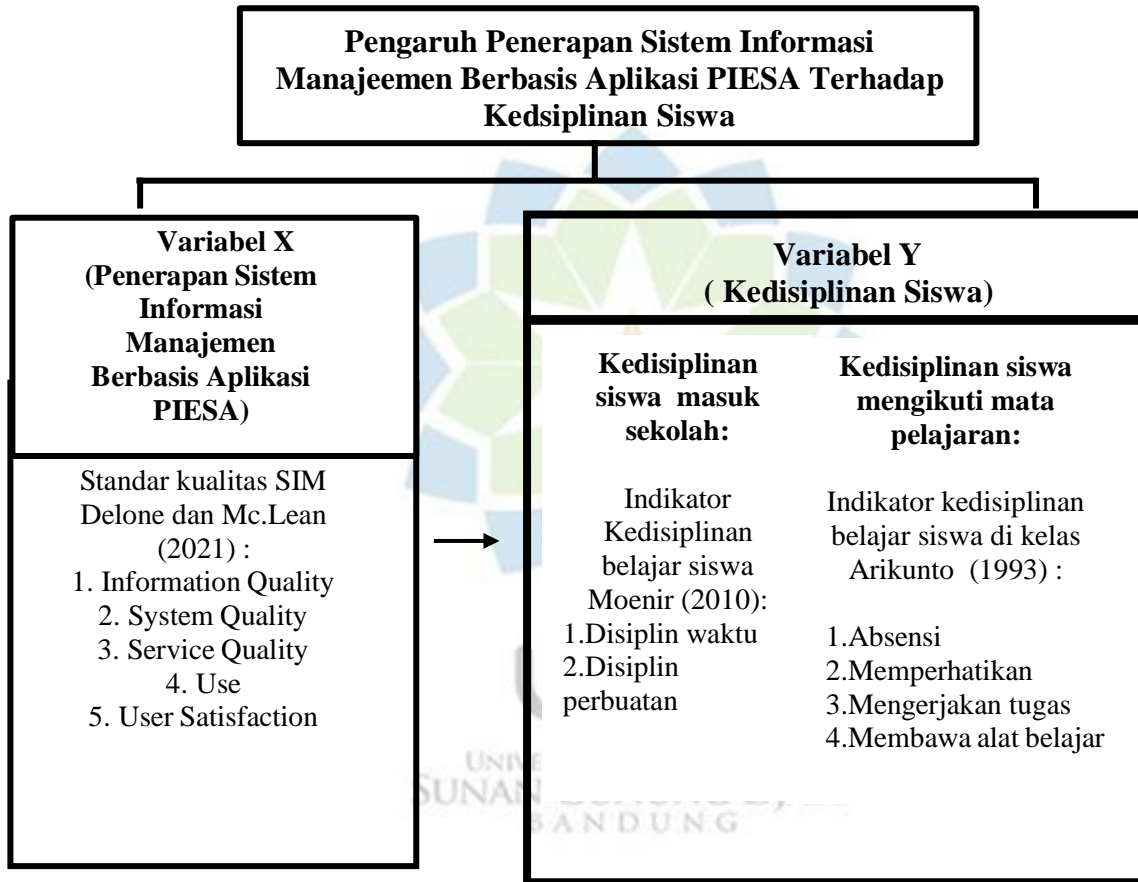 Pengaruh Penerapan Sistem Informasi
Manajeemen Berbasis Aplikasi PIESA Terhadap
Kedsiplinan Siswa
Variabel X
(Penerapan Sistem
Informasi
Manajemen
Berbasis Aplikasi
PIESA)
Standar kualitas SIM
Delone dan Mc.Lean
(2021) :
1. Information Quality
2. System Quality
3. Service Quality
4. Use
5. User Satisfaction
Variabel Y
( Kedisiplinan Siswa)
Kedisiplinan
siswa masuk
sekolah:
Indikator
Kedisiplinan
belajar siswa
Moenir (2010):
1.Disiplin waktu
2.Disiplin
perbuatan
Kedisiplinan siswa
mengikuti mata
pelajaran:
Indikator kedisiplinan
belajar siswa di kelas
Arikunto (1993) :
1.Absensi
2.Memperhatikan
3.Mengerjakan tugas
4.Membawa alat belajar
SUNAN
BANDUNG